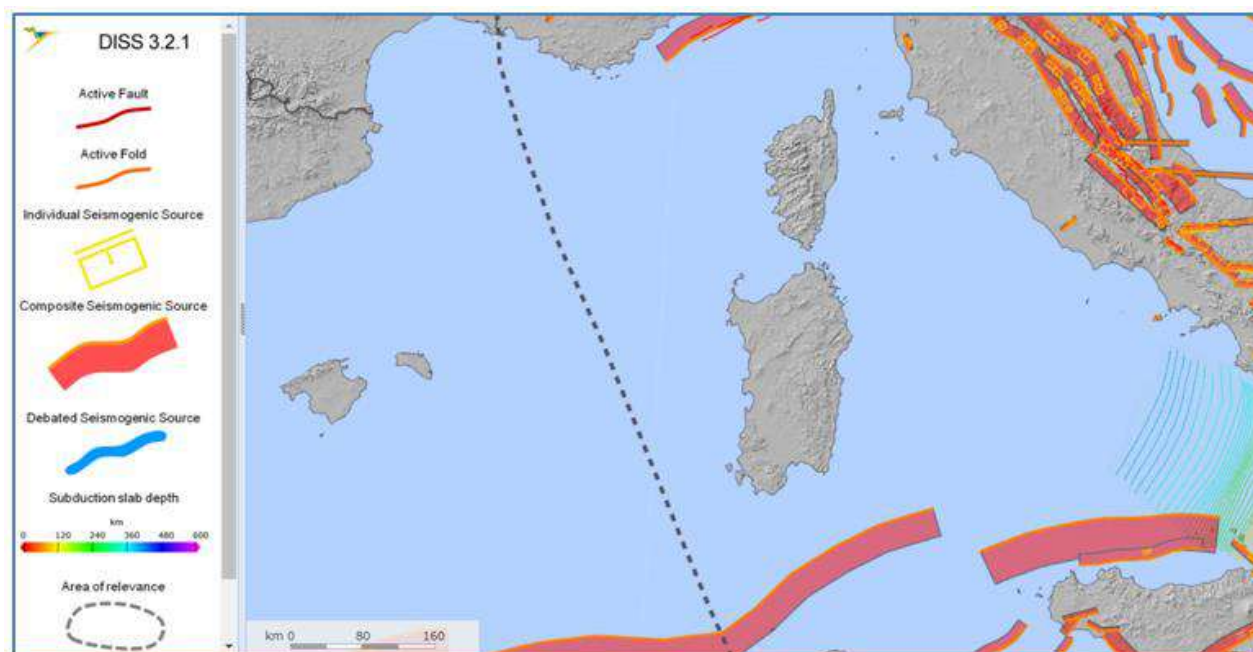 DISS 3.2.1
Active Fault
Active Fold
Individual Seismogenic Source
Composite Seismogenic Source
Debated Seismogenic Source
Subduction slab depth
km
0 120 240 360 480 600
Area of relevance
km 0 80 160